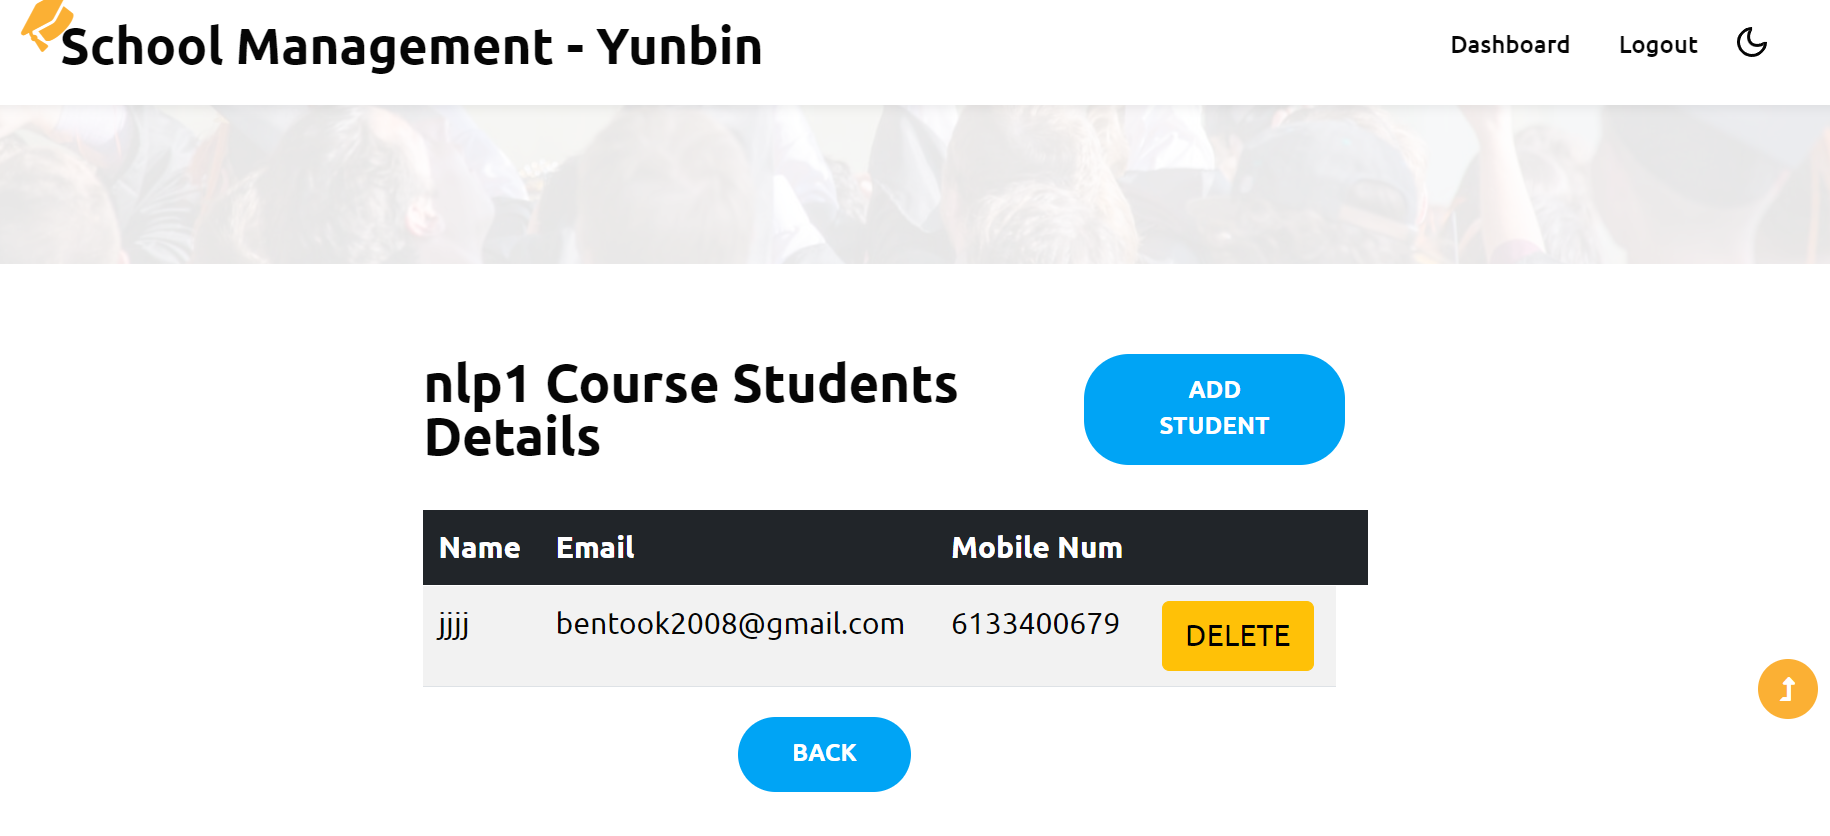 School Management - Yunbin
Dashboard Logout
nlp1 Course Students
Details
ADD
STUDENT
Name Email Mobile Num
jjjj bentook2008@gmail.com 6133400679 DELETE
BACK